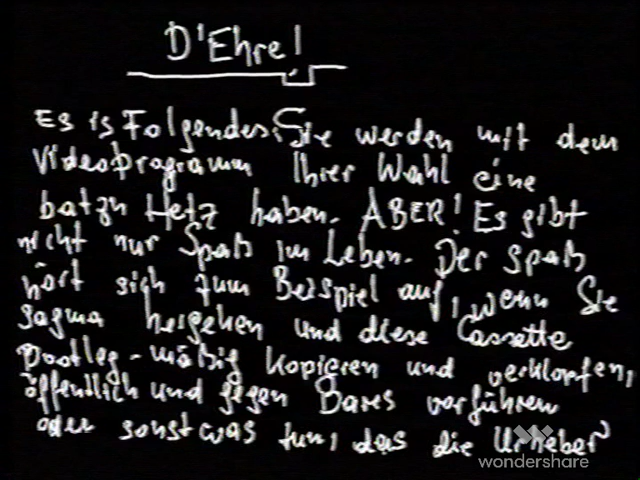 D'Ehre!
Es is Folgendes: Sie werden mit dem
Videoprogramm Ihrer Wahl eine
batzn Hetz haben. ABER! Es gibt
nicht nur Spaß im Leben. Der Spaß
hört sich zum Beispiel auf, wenn Sie
sagma hergehen und diese Cassette
bootleg-mäßig kopieren und verklopfen,
öffentlich und gegen Bares vorführen
oder sonst was tun, das die Urheber
wondershare